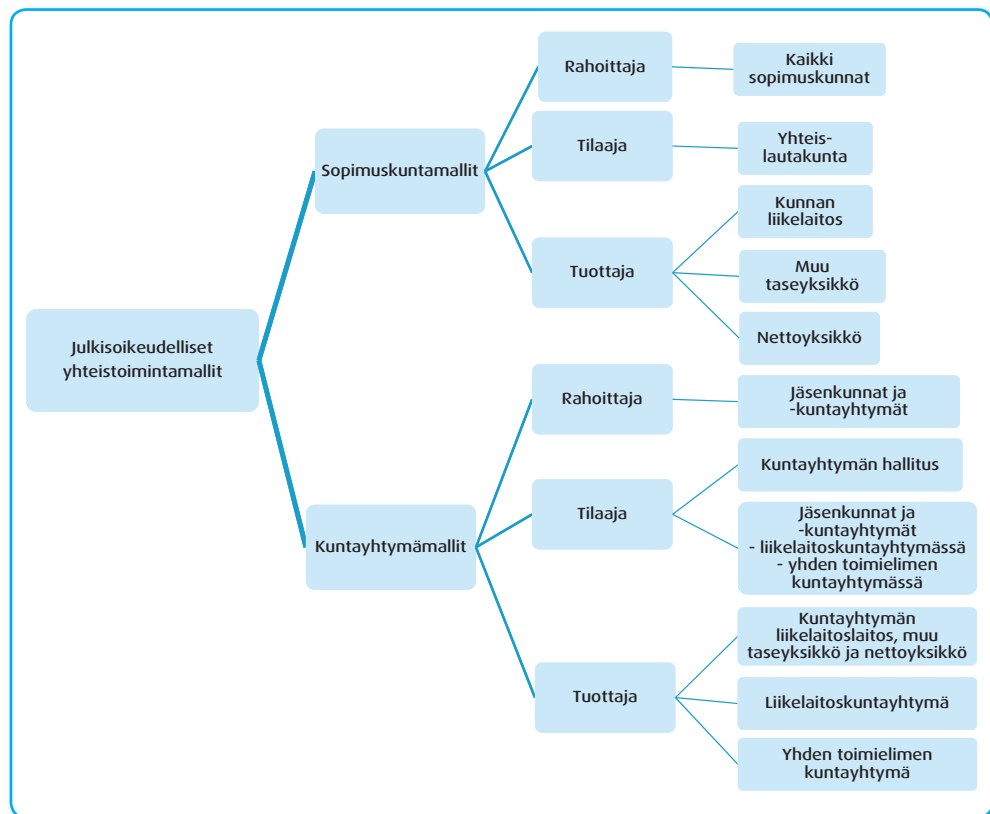 Julkisoikeudelliset
yhteistoimintamallit
Sopimuskuntamallit
Rahoittaja
Kaikki
sopimuskunnat
Tilaaja
Yhteis-
lautakunta
Tuottaja
Kunnan
liikelaitos
Muu
taseyksikkö
Nettoyksikkö
Kuntayhtymämallit
Rahoittaja
Jäsenkunnat ja
-kuntayhtymät
Tilaaja
Kuntayhtymän hallitus
Jäsenkunnat ja
-kuntayhtymät
- liikelaitoskuntayhtymässä
- yhden toimielimen
kuntayhtymässä
Tuottaja
Kuntayhtymän
liikelaitoslaitos, muu
taseyksikkö ja nettoyksikkö
Liikelaitoskuntayhtymä
Yhden toimielimen
kuntayhtymä